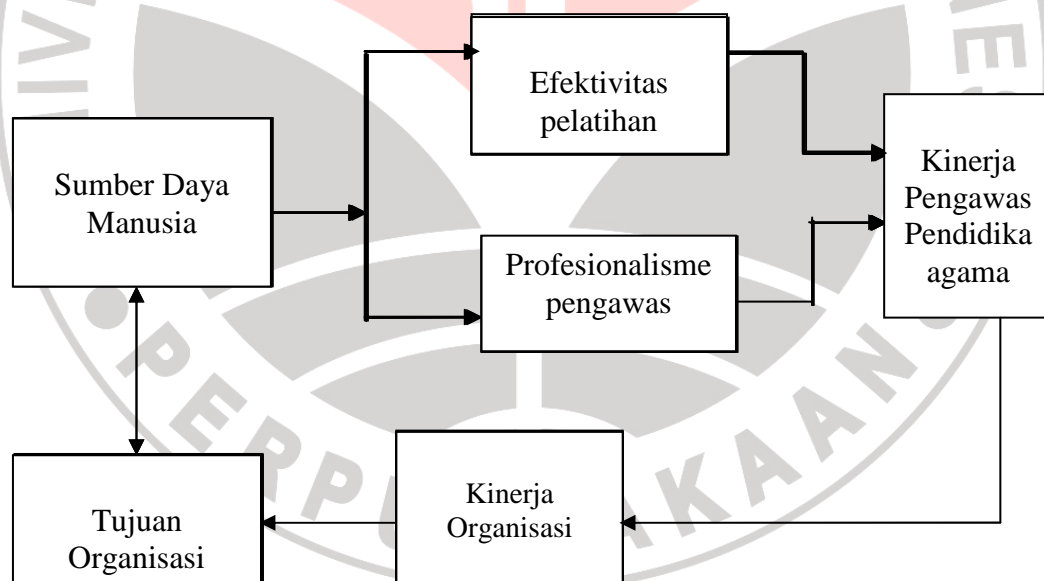 Efektivitas
pelatihan
Sumber Daya
Manusia
Kinerja
Pengawas
Pendidika
agama
Profesionalisme
pengawas
Kinerja
Organisasi
Tujuan
Organisasi